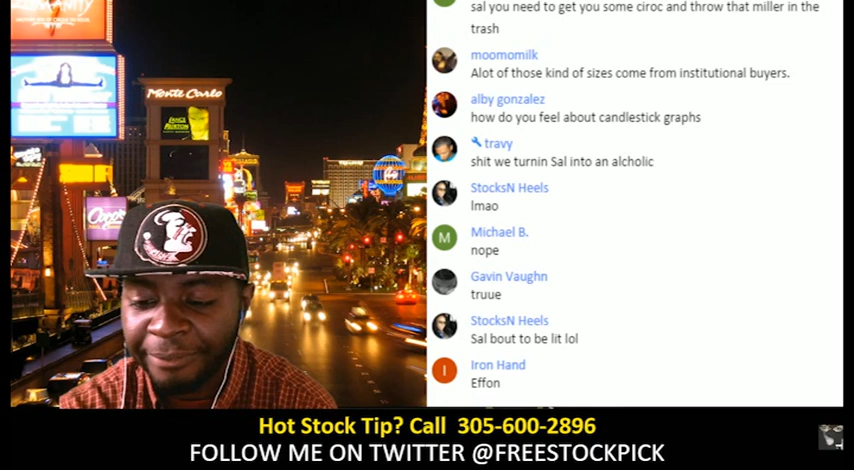 sal you need to get you some ciroc and throw that miller in the
trash
moomomilk
Alot of those kind of sizes come from institutional buyers.
alby gonzalez
how do you feel about candlestick graphs
travy
shit we turnin Sal into an alcholic
StocksN Heels
lmao
M
Michael B.
nope
Gavin Vaughn
truue
StocksN Heels
Sal bout to be lit lol
I
Iron Hand
Effon
Monte Carlo
LANCE
BURTON
Hot Stock Tip? Call 305-600-2896
FOLLOW ME ON TWITTER @FREESTOCKPICK